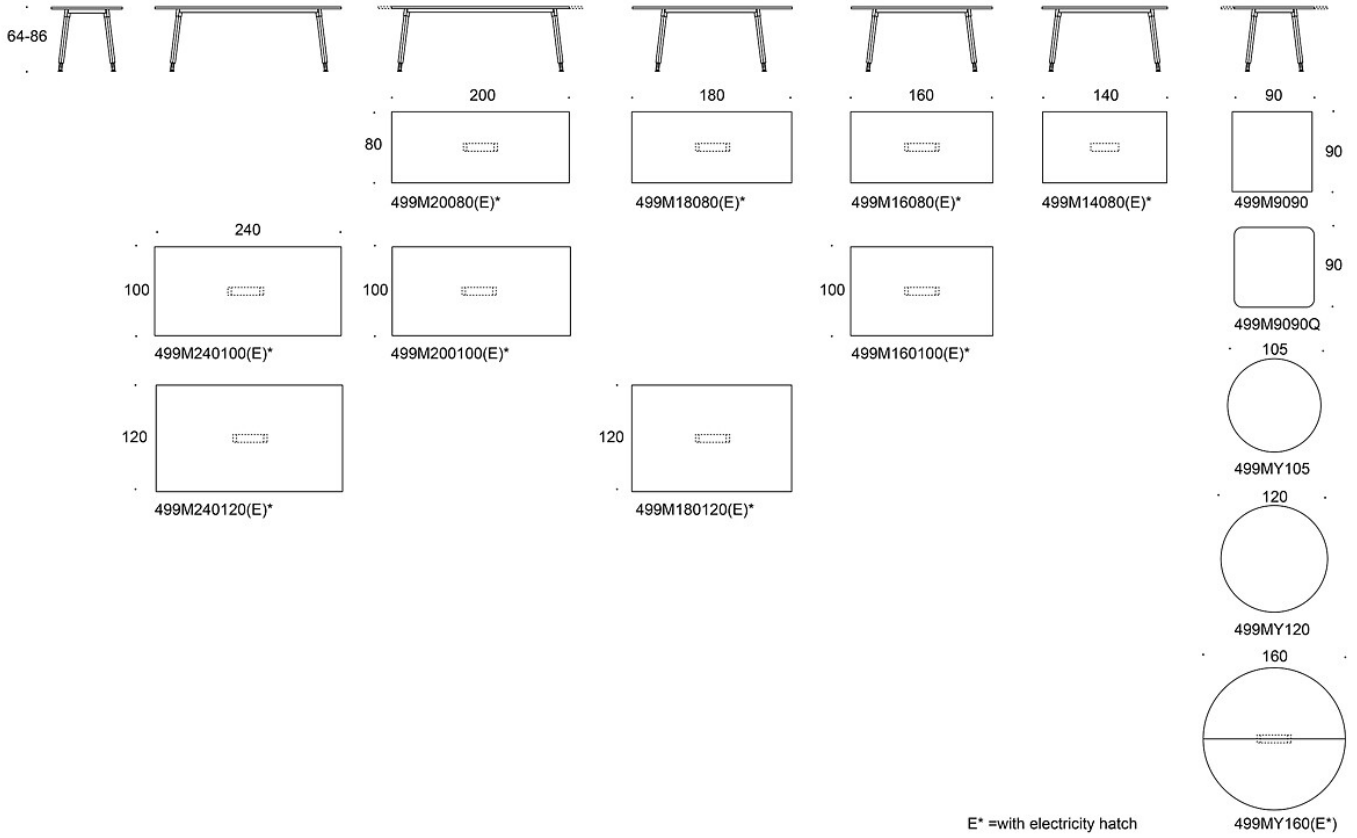 64-86
200 180 160 140 90
80
90
499M20080(E)* 499M18080(E)* 499M16080(E)* 499M14080(E)* 499M9090
240
100 100 100
90
499M9090Q
499M240100(E)* 499M200100(E)* 499M160100(E)*
105
120 120
499MY105
120
499M240120(E)* 499M180120(E)*
499MY120
160
E* =with electricity hatch 499MY160(E*)